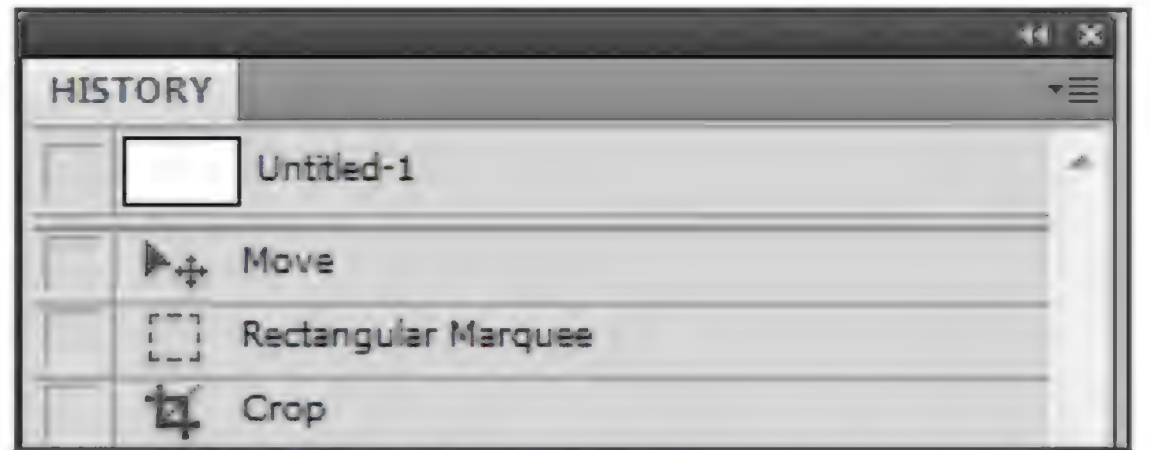 HISTORY
Untitled-1
Move
Rectangular Marquee
Crop